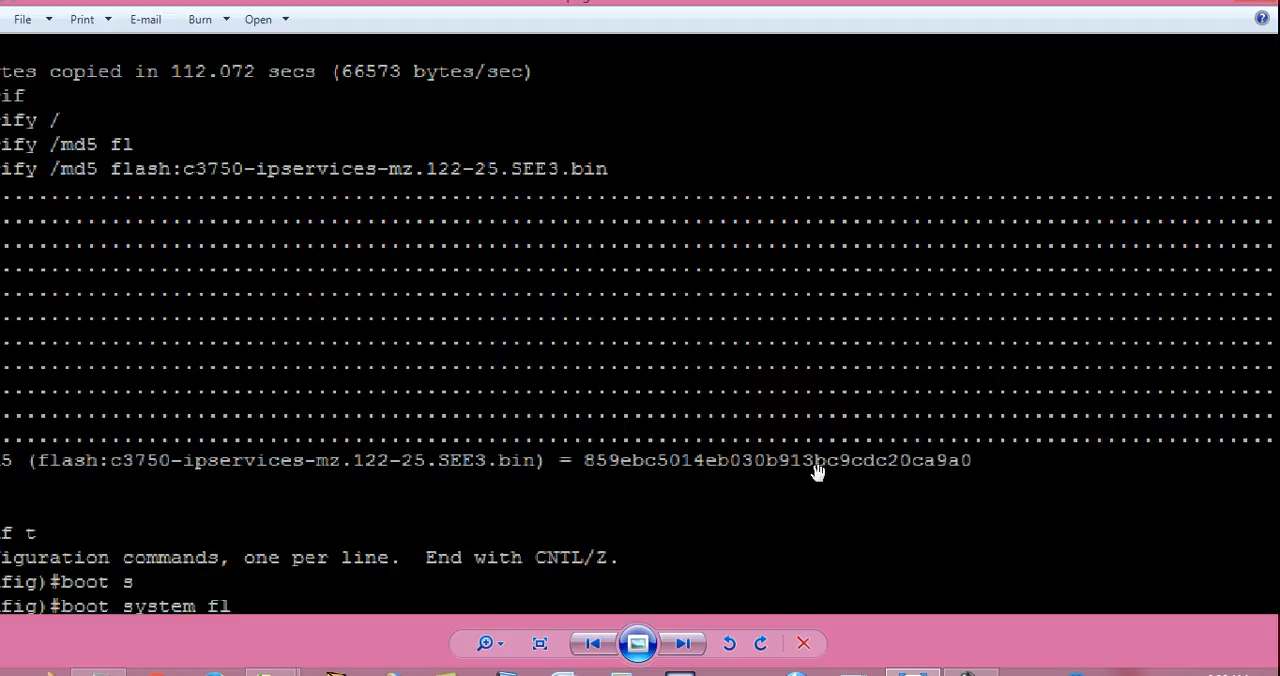 File Print E-mail Burn Open
tes copied in 112.072 secs (66573 bytes/sec)
if
ify /
ify /md5 fl
ify /md5 flash:c3750-ipservices-mz.122-25.SEE3.bin
................................................................................
................................................................................
................................................................................
................................................................................
................................................................................
................................................................................
................................................................................
................................................................................
................................................................................
................................................................................
................................................................................
5 (flash:c3750-ipservices-mz.122-25.SEE3.bin) = 859ebc5014eb030b913bc9cdc20ca9a0
f t
iguration commands, one per line. End with CNTL/Z.
fig)#boot s
fig)#boot system fl